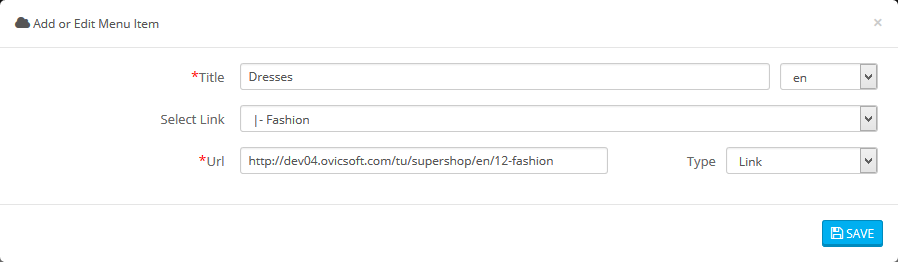 Add or Edit Menu Item ×
*Title Dresses en
Select Link |- Fashion
*Url http://dev04.ovicsoft.com/tu/supershop/en/12-fashion Type Link
SAVE